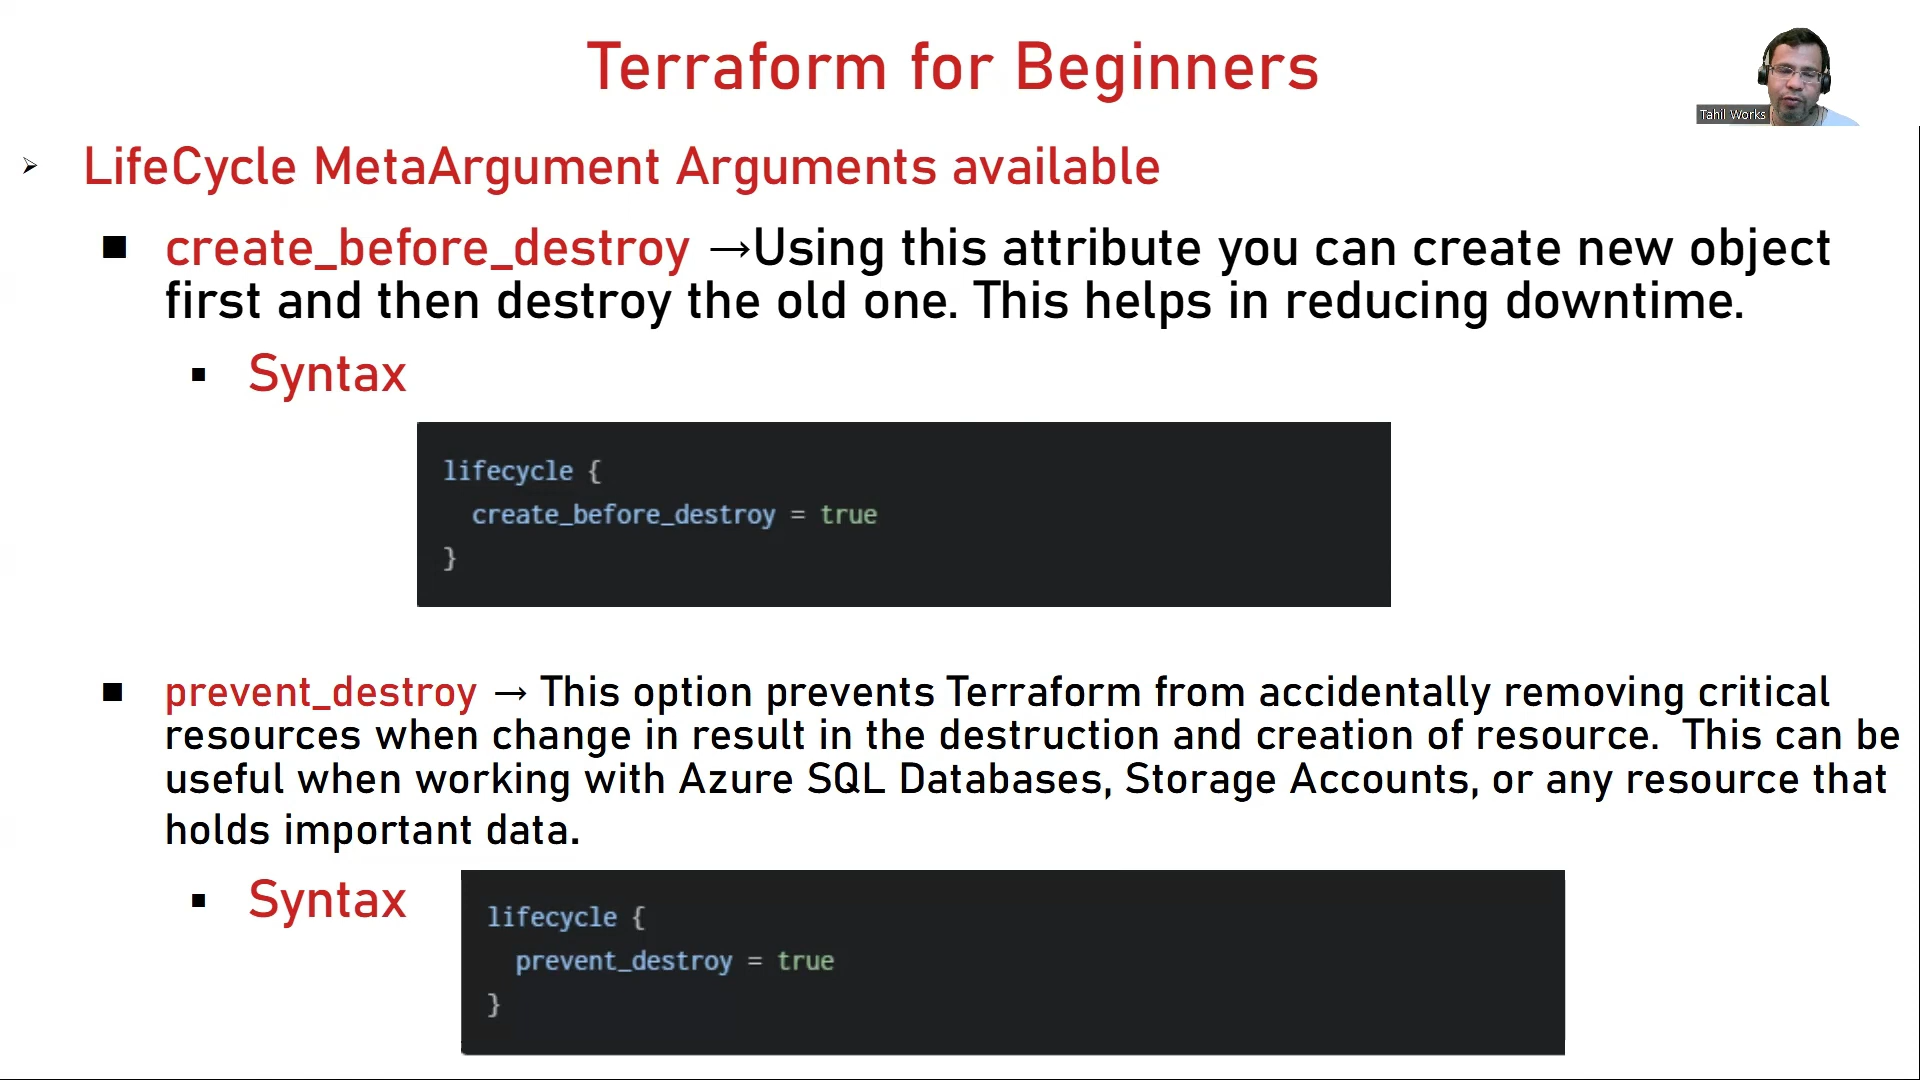 Terraform for Beginners
Tahil Works
➢ LifeCycle MetaArgument Arguments available
■ create_before_destroy →Using this attribute you can create new object
first and then destroy the old one. This helps in reducing downtime.
▪ Syntax
lifecycle {
  create_before_destroy = true
}
■ prevent_destroy → This option prevents Terraform from accidentally removing critical
resources when change in result in the destruction and creation of resource.  This can be
useful when working with Azure SQL Databases, Storage Accounts, or any resource that
holds important data.
▪ Syntax
lifecycle {
  prevent_destroy = true
}